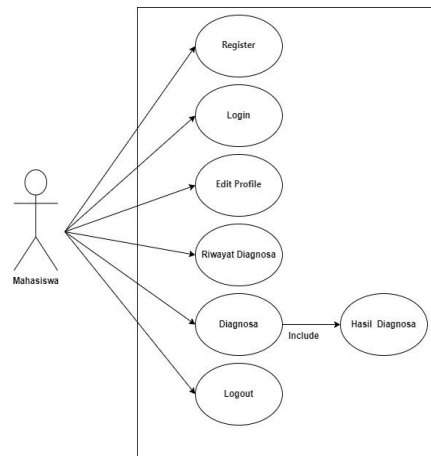 Register
Login
Edit Profile
Mahasiswa
Riwayat Diagnosa
Diagnosa
Include
Hasil Diagnosa
Logout